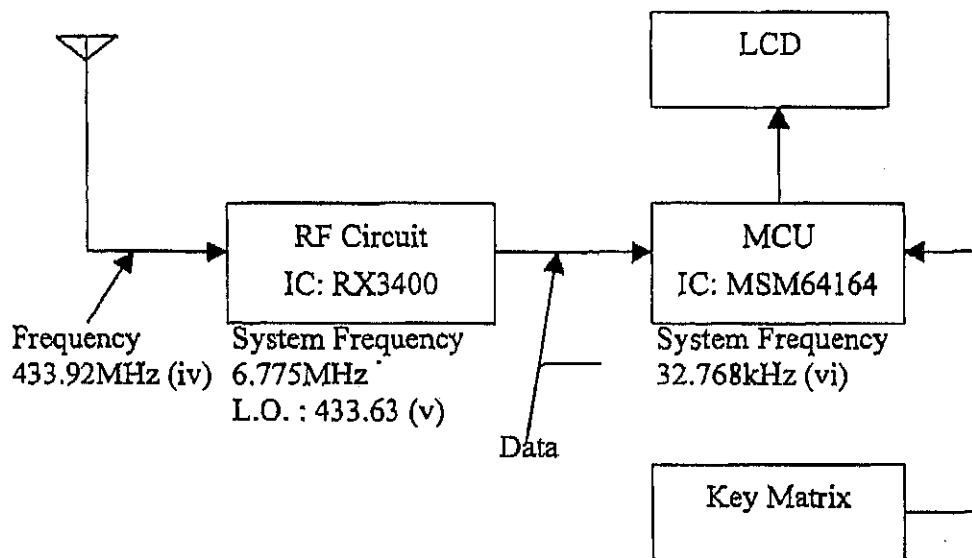 LCD
RF Circuit
IC: RX3400
MCU
IC: MSM64164
Frequency
433.92MHz (iv)
System Frequency
6.775MHz
L.O. : 433.63 (v)
System Frequency
32.768kHz (vi)
Data
Key Matrix